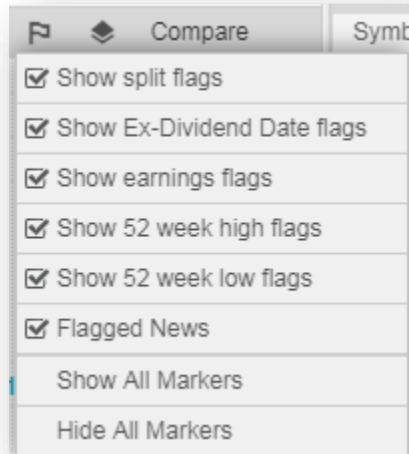 Compare Symb
Show split flags
Show Ex-Dividend Date flags
Show earnings flags
Show 52 week high flags
Show 52 week low flags
Flagged News
Show All Markers
Hide All Markers